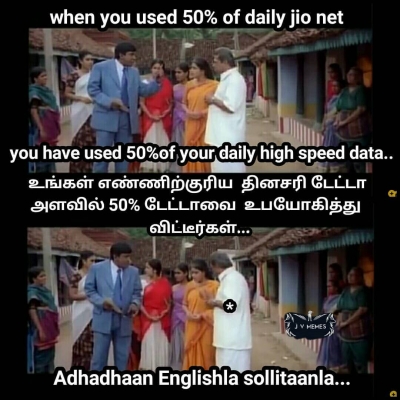 when you used 50% of daily jio net
you have used 50%of your daily high speed data..
உங்கள் எண்ணிற்குரிய தினசரி டேட்டா
அளவில் 50% டேட்டாவை உபயோகித்து
விட்டீர்கள்...
*
J V MEMES
Adhadhaan Englishla sollitaanla...